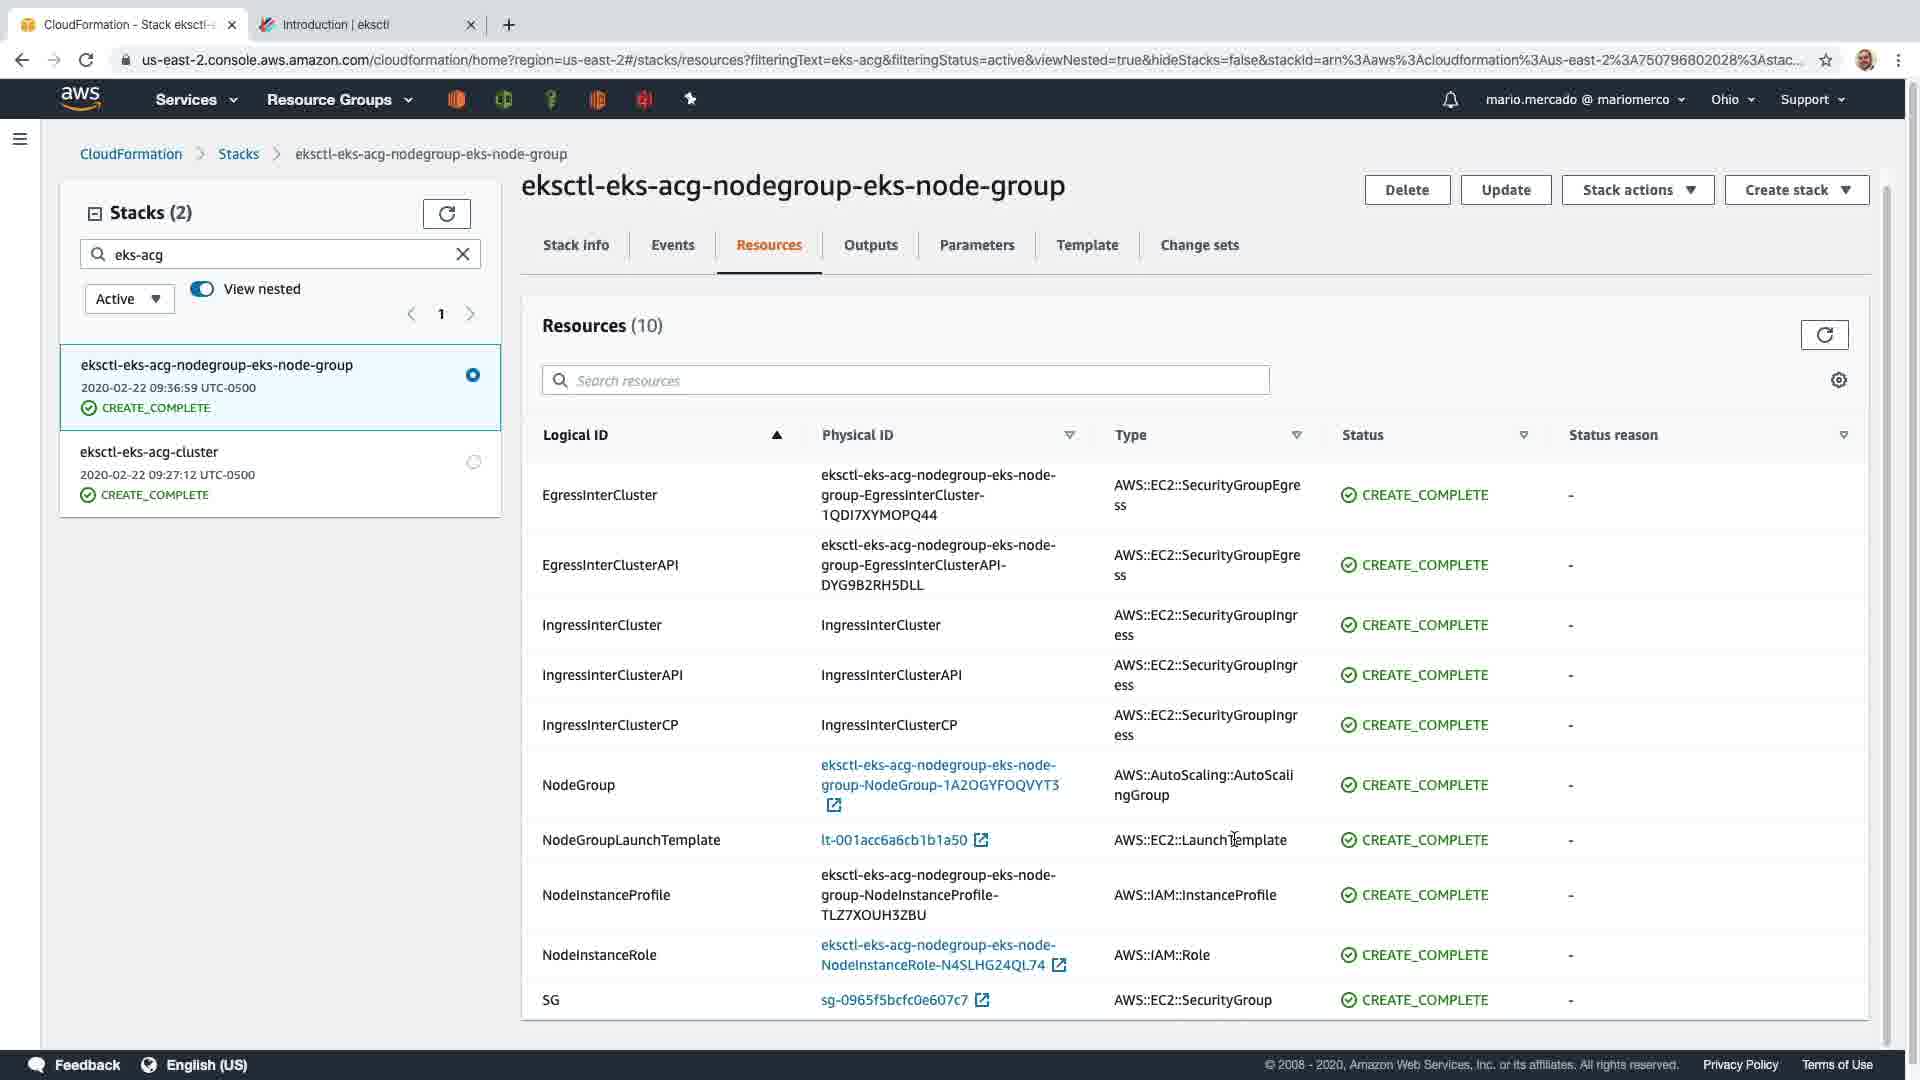 CloudFormation - Stack eksctl-e
Introduction | eksctl
us-east-2.console.aws.amazon.com/cloudformation/home?region=us-east-2#/stacks/resources?filteringText=eks-acg&filteringStatus=active&viewNested=true&hideStacks=false&stackId=arn%3Aaws%3Acloudformation%3Aus-east-2%3A750796802028%3Astac...
aws
Services
Resource Groups
mario.mercado @ mariomerco
Ohio
Support
CloudFormation
Stacks
eksctl-eks-acg-nodegroup-eks-node-group
Stacks (2)
eks-acg
Active
View nested
1
eksctl-eks-acg-nodegroup-eks-node-group
2020-02-22 09:36:59 UTC-0500
CREATE_COMPLETE
eksctl-eks-acg-cluster
2020-02-22 09:27:12 UTC-0500
CREATE_COMPLETE
eksctl-eks-acg-nodegroup-eks-node-group
Delete
Update
Stack actions
Create stack
Stack info
Events
Resources
Outputs
Parameters
Template
Change sets
Resources (10)
Search resources
Logical ID
Physical ID
Type
Status
Status reason
EgressInterCluster
eksctl-eks-acg-nodegroup-eks-node-
group-EgressInterCluster-
1QDI7XYMOPQ44
AWS::EC2::SecurityGroupEgre
ss
CREATE_COMPLETE
-
EgressInterClusterAPI
eksctl-eks-acg-nodegroup-eks-node-
group-EgressInterClusterAPI-
DYG9B2RH5DLL
AWS::EC2::SecurityGroupEgre
ss
CREATE_COMPLETE
-
IngressInterCluster
IngressInterCluster
AWS::EC2::SecurityGroupIngr
ess
CREATE_COMPLETE
-
IngressInterClusterAPI
IngressInterClusterAPI
AWS::EC2::SecurityGroupIngr
ess
CREATE_COMPLETE
-
IngressInterClusterCP
IngressInterClusterCP
AWS::EC2::SecurityGroupIngr
ess
CREATE_COMPLETE
-
NodeGroup
eksctl-eks-acg-nodegroup-eks-node-
group-NodeGroup-1A2OGYFOQVYT3
AWS::AutoScaling::AutoScali
ngGroup
CREATE_COMPLETE
-
NodeGroupLaunchTemplate
lt-001acc6a6cb1b1a50
AWS::EC2::LaunchTemplate
CREATE_COMPLETE
-
NodeInstanceProfile
eksctl-eks-acg-nodegroup-eks-node-
group-NodeInstanceProfile-
TLZ7XOUH3ZBU
AWS::IAM::InstanceProfile
CREATE_COMPLETE
-
NodeInstanceRole
eksctl-eks-acg-nodegroup-eks-node-
NodeInstanceRole-N4SLHG24QL74
AWS::IAM::Role
CREATE_COMPLETE
-
SG
sg-0965f5bcfc0e607c7
AWS::EC2::SecurityGroup
CREATE_COMPLETE
-
Feedback
English (US)
© 2008 - 2020, Amazon Web Services, Inc. or its affiliates. All rights reserved.
Privacy Policy
Terms of Use